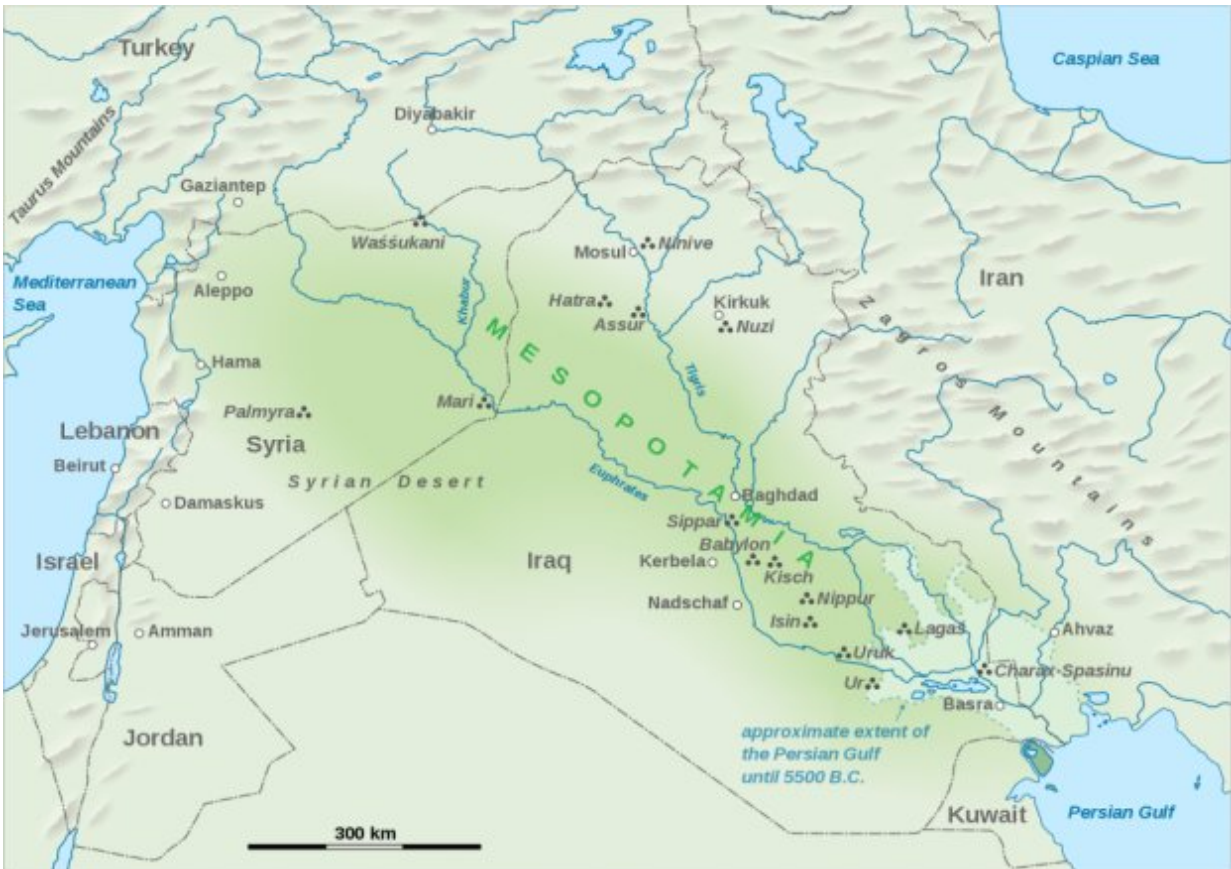 Turkey
Caspian Sea
Diyabakir
Taurus Mountains
Gaziantep
Waśśukani
Mosul
Ninive
Mediterranean
Sea
Aleppo
Iran
Khabur
Hatra
Assur
Kirkuk
Nuzi
Zagros Mountains
MESOPOTAMIA
Tigris
Hama
Palmyra
Mari
Lebanon
Syria
Beirut
Syrian Desert
Euphrates
Baghdad
Damaskus
Sippar
Babylon
Israel
Iraq
Kerbela
Kisch
Nadschaf
Nippur
Isin
Lagaš
Jerusalem
Amman
Ahvaz
Uruk
Ur
Charax-Spasinu
Basra
Jordan
approximate extent of
the Persian Gulf
until 5500 B.C.
Kuwait
Persian Gulf
300 km